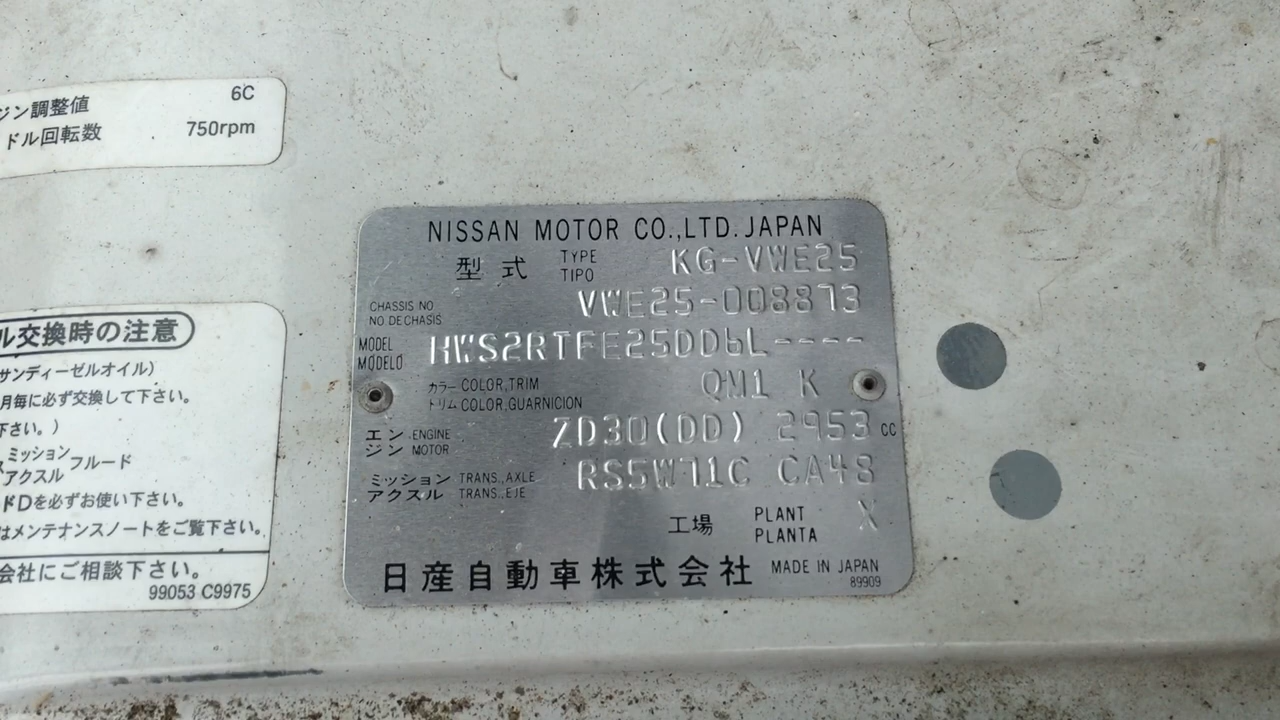 ジン調整値 6C
ドル回転数 750rpm
ル交換時の注意
サンディーゼルオイル)
月毎に必ず交換して下さい。
下さい。)
ミッション
アクスル フルード
ドDを必ずお使い下さい。
はメンテナンスノートをご覧下さい。
会社にご相談下さい。
99053 C9975
NISSAN MOTOR CO.,LTD. JAPAN
型式 TYPE TIPO KG-VWE25
CHASSIS NO NO DE CHASIS VWE25-008873
MODEL MODELO HWS2RTFE25DD6L----
カラー COLOR,TRIM QM1 K
トリム COLOR,GUARNICION
エンジン ENGINE MOTOR ZD30(DD) 2953 cc
ミッション TRANS.,AXLE RS5W71C CA48
アクスル TRANS.,EJE
工場 PLANT PLANTA X
日産自動車株式会社 MADE IN JAPAN
89909